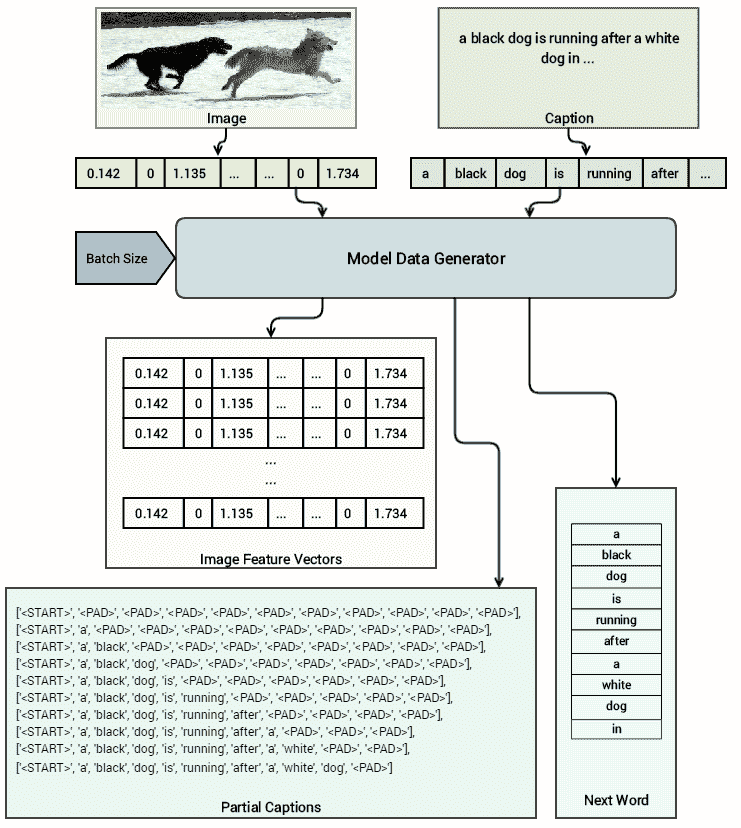 a black dog is running after a white
dog in ...
Image
Caption
0.142 0 1.135 ... ... 0 1.734
a black dog is running after ...
Batch Size
Model Data Generator
0.142 0 1.135 ... ... 0 1.734
0.142 0 1.135 ... ... 0 1.734
0.142 0 1.135 ... ... 0 1.734
...
...
0.142 0 1.135 ... ... 0 1.734
Image Feature Vectors
['<START>', '<PAD>', '<PAD>', '<PAD>', '<PAD>', '<PAD>', '<PAD>', '<PAD>', '<PAD>', '<PAD>', '<PAD>'],
['<START>', 'a', '<PAD>', '<PAD>', '<PAD>', '<PAD>', '<PAD>', '<PAD>', '<PAD>', '<PAD>', '<PAD>'],
['<START>', 'a', 'black', '<PAD>', '<PAD>', '<PAD>', '<PAD>', '<PAD>', '<PAD>', '<PAD>', '<PAD>'],
['<START>', 'a', 'black', 'dog', '<PAD>', '<PAD>', '<PAD>', '<PAD>', '<PAD>', '<PAD>', '<PAD>'],
['<START>', 'a', 'black', 'dog', 'is', '<PAD>', '<PAD>', '<PAD>', '<PAD>', '<PAD>', '<PAD>'],
['<START>', 'a', 'black', 'dog', 'is', 'running', '<PAD>', '<PAD>', '<PAD>', '<PAD>', '<PAD>'],
['<START>', 'a', 'black', 'dog', 'is', 'running', 'after', '<PAD>', '<PAD>', '<PAD>', '<PAD>'],
['<START>', 'a', 'black', 'dog', 'is', 'running', 'after', 'a', '<PAD>', '<PAD>', '<PAD>'],
['<START>', 'a', 'black', 'dog', 'is', 'running', 'after', 'a', 'white', '<PAD>', '<PAD>'],
['<START>', 'a', 'black', 'dog', 'is', 'running', 'after', 'a', 'white', 'dog', '<PAD>']
Partial Captions
a
black
dog
is
running
after
a
white
dog
in
Next Word